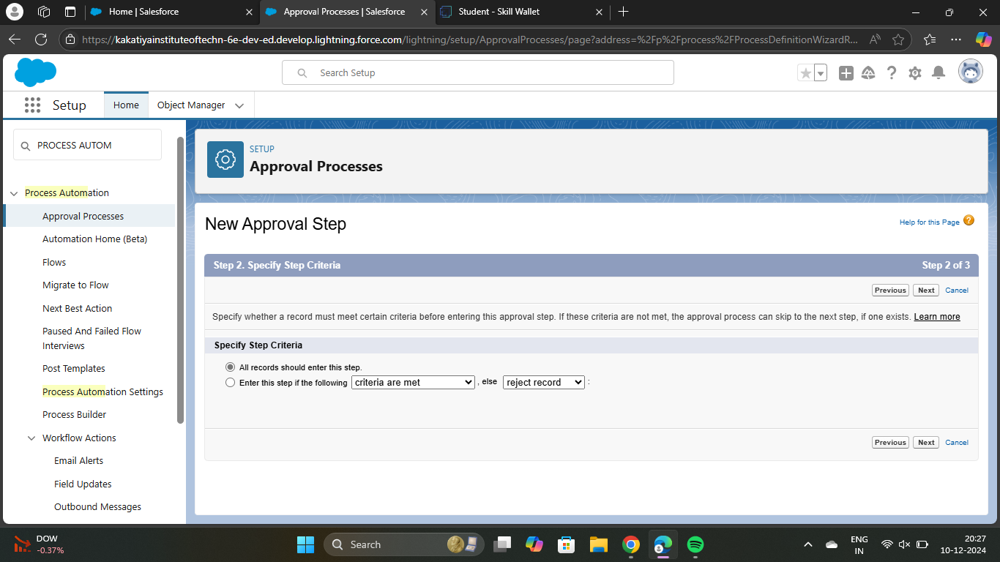 Home | Salesforce
Approval Processes | Salesforce
Student - Skill Wallet
https://kakatiyainstituteoftechn-6e-dev-ed.develop.lightning.force.com/lightning/setup/ApprovalProcesses/page?address=%2Fp%2Fprocess%2FProcessDefinitionWizardR...
Search Setup
Setup
Home
Object Manager
PROCESS AUTOM
Process Automation
Approval Processes
Automation Home (Beta)
Flows
Migrate to Flow
Next Best Action
Paused And Failed Flow
Interviews
Post Templates
Process Automation Settings
Process Builder
Workflow Actions
Email Alerts
Field Updates
Outbound Messages
SETUP
Approval Processes
New Approval Step
Help for this Page ?
Step 2. Specify Step Criteria Step 2 of 3
Previous Next Cancel
Specify whether a record must meet certain criteria before entering this approval step. If these criteria are not met, the approval process can skip to the next step, if one exists. Learn more
Specify Step Criteria
All records should enter this step.
Enter this step if the following criteria are met , else reject record :
Previous Next Cancel
DOW
-0.37%
Search
ENG
IN
20:27
10-12-2024